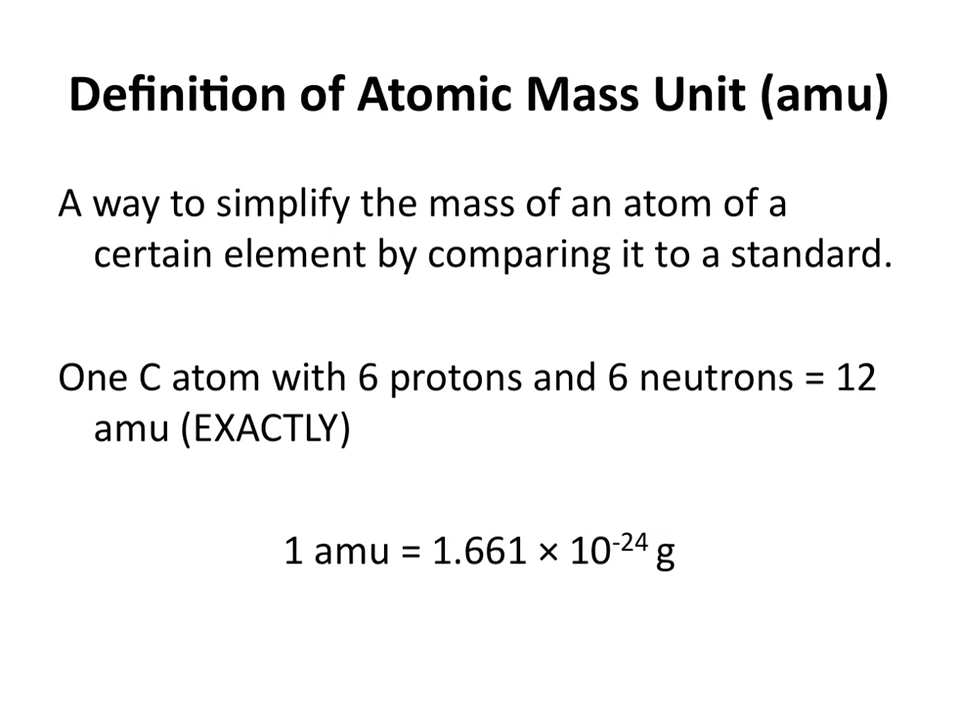 Definition of Atomic Mass Unit (amu)
A way to simplify the mass of an atom of a
certain element by comparing it to a standard.
One C atom with 6 protons and 6 neutrons = 12
amu (EXACTLY)
1 amu = 1.661 × 10⁻²⁴ g